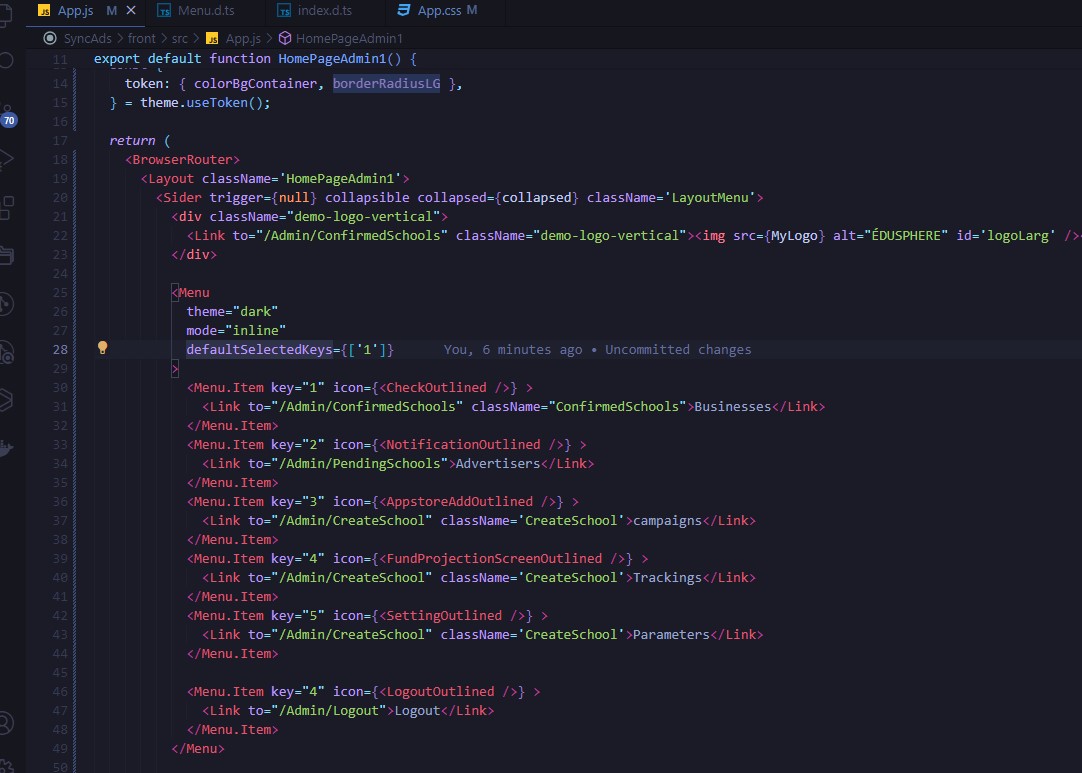 App.js M
Menu.d.ts
index.d.ts
App.css M
SyncAds > front > src > App.js > HomePageAdmin1
11 export default function HomePageAdmin1() {
14 token: { colorBgContainer, borderRadiusLG },
15 } = theme.useToken();
16
17 return (
18 <BrowserRouter>
19 <Layout className='HomePageAdmin1'>
20 <Sider trigger={null} collapsible collapsed={collapsed} className='LayoutMenu'>
21 <div className="demo-logo-vertical">
22 <Link to="/Admin/ConfirmedSchools" className="demo-logo-vertical"><img src={MyLogo} alt="ÉDUSPHERE" id='logoLarg' /><
23 </div>
24
25 <Menu
26 theme="dark"
27 mode="inline"
28 defaultSelectedKeys={['1']} You, 6 minutes ago • Uncommitted changes
29 >
30 <Menu.Item key="1" icon={<CheckOutlined />} >
31 <Link to="/Admin/ConfirmedSchools" className="ConfirmedSchools">Businesses</Link>
32 </Menu.Item>
33 <Menu.Item key="2" icon={<NotificationOutlined />} >
34 <Link to="/Admin/PendingSchools">Advertisers</Link>
35 </Menu.Item>
36 <Menu.Item key="3" icon={<AppstoreAddOutlined />} >
37 <Link to="/Admin/CreateSchool" className='CreateSchool'>campaigns</Link>
38 </Menu.Item>
39 <Menu.Item key="4" icon={<FundProjectionScreenOutlined />} >
40 <Link to="/Admin/CreateSchool" className='CreateSchool'>Trackings</Link>
41 </Menu.Item>
42 <Menu.Item key="5" icon={<SettingOutlined />} >
43 <Link to="/Admin/CreateSchool" className='CreateSchool'>Parameters</Link>
44 </Menu.Item>
45
46 <Menu.Item key="4" icon={<LogoutOutlined />} >
47 <Link to="/Admin/Logout">Logout</Link>
48 </Menu.Item>
49 </Menu>
50
70